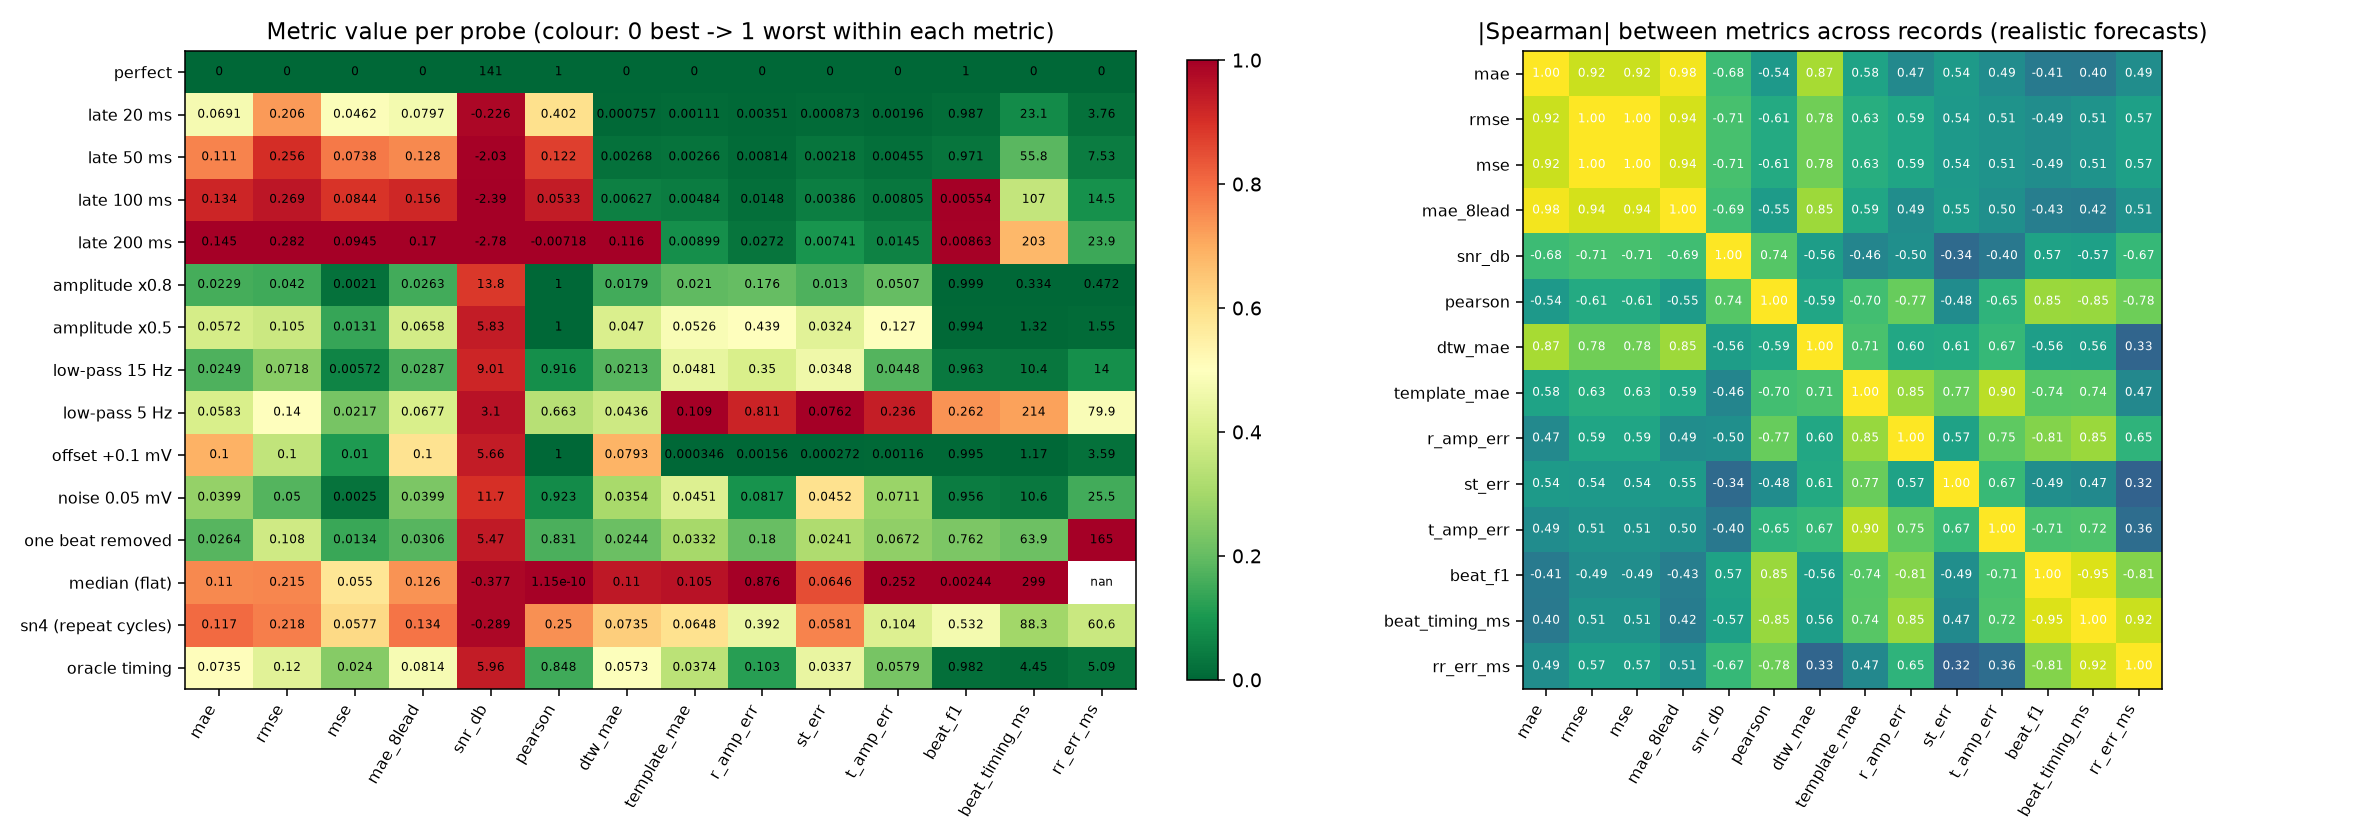 Metric value per probe (colour: 0 best -> 1 worst within each metric)
perfect 0 0 0 0 141 1 0 0 0 0 0 1 0 0
late 20 ms 0.0691 0.206 0.0462 0.0797 -0.226 0.402 0.000757 0.00111 0.00351 0.000873 0.00196 0.987 23.1 3.76
late 50 ms 0.111 0.256 0.0738 0.128 -2.03 0.122 0.00268 0.00266 0.00814 0.00218 0.00455 0.971 55.8 7.53
late 100 ms 0.134 0.269 0.0844 0.156 -2.39 0.0533 0.00627 0.00484 0.0148 0.00386 0.00805 0.00554 107 14.5
late 200 ms 0.145 0.282 0.0945 0.17 -2.78 -0.00718 0.116 0.00899 0.0272 0.00741 0.0145 0.00863 203 23.9
amplitude x0.8 0.0229 0.042 0.0021 0.0263 13.8 1 0.0179 0.021 0.176 0.013 0.0507 0.999 0.334 0.472
amplitude x0.5 0.0572 0.105 0.0131 0.0658 5.83 1 0.047 0.0526 0.439 0.0324 0.127 0.994 1.32 1.55
low-pass 15 Hz 0.0249 0.0718 0.00572 0.0287 9.01 0.916 0.0213 0.0481 0.35 0.0348 0.0448 0.963 10.4 14
low-pass 5 Hz 0.0583 0.14 0.0217 0.0677 3.1 0.663 0.0436 0.109 0.811 0.0762 0.236 0.262 214 79.9
offset +0.1 mV 0.1 0.1 0.01 0.1 5.66 1 0.0793 0.000346 0.00156 0.000272 0.00116 0.995 1.17 3.59
noise 0.05 mV 0.0399 0.05 0.0025 0.0399 11.7 0.923 0.0354 0.0451 0.0817 0.0452 0.0711 0.956 10.6 25.5
one beat removed 0.0264 0.108 0.0134 0.0306 5.47 0.831 0.0244 0.0332 0.18 0.0241 0.0672 0.762 63.9 165
median (flat) 0.11 0.215 0.055 0.126 -0.377 1.15e-10 0.11 0.105 0.876 0.0646 0.252 0.00244 299 nan
sn4 (repeat cycles) 0.117 0.218 0.0577 0.134 -0.289 0.25 0.0735 0.0648 0.392 0.0581 0.104 0.532 88.3 60.6
oracle timing 0.0735 0.12 0.024 0.0814 5.96 0.848 0.0573 0.0374 0.103 0.0337 0.0579 0.982 4.45 5.09
mae rmse mse mae_8lead snr_db pearson dtw_mae template_mae r_amp_err st_err t_amp_err beat_f1 beat_timing_ms rr_err_ms
1.0
0.8
0.6
0.4
0.2
0.0
|Spearman| between metrics across records (realistic forecasts)
mae 1.00 0.92 0.92 0.98 -0.68 -0.54 0.87 0.58 0.47 0.54 0.49 -0.41 0.40 0.49
rmse 0.92 1.00 1.00 0.94 -0.71 -0.61 0.78 0.63 0.59 0.54 0.51 -0.49 0.51 0.57
mse 0.92 1.00 1.00 0.94 -0.71 -0.61 0.78 0.63 0.59 0.54 0.51 -0.49 0.51 0.57
mae_8lead 0.98 0.94 0.94 1.00 -0.69 -0.55 0.85 0.59 0.49 0.55 0.50 -0.43 0.42 0.51
snr_db -0.68 -0.71 -0.71 -0.69 1.00 0.74 -0.56 -0.46 -0.50 -0.34 -0.40 0.57 -0.57 -0.67
pearson -0.54 -0.61 -0.61 -0.55 0.74 1.00 -0.59 -0.70 -0.77 -0.48 -0.65 0.85 -0.85 -0.78
dtw_mae 0.87 0.78 0.78 0.85 -0.56 -0.59 1.00 0.71 0.60 0.61 0.67 -0.56 0.56 0.33
template_mae 0.58 0.63 0.63 0.59 -0.46 -0.70 0.71 1.00 0.85 0.77 0.90 -0.74 0.74 0.47
r_amp_err 0.47 0.59 0.59 0.49 -0.50 -0.77 0.60 0.85 1.00 0.57 0.75 -0.81 0.85 0.65
st_err 0.54 0.54 0.54 0.55 -0.34 -0.48 0.61 0.77 0.57 1.00 0.67 -0.49 0.47 0.32
t_amp_err 0.49 0.51 0.51 0.50 -0.40 -0.65 0.67 0.90 0.75 0.67 1.00 -0.71 0.72 0.36
beat_f1 -0.41 -0.49 -0.49 -0.43 0.57 0.85 -0.56 -0.74 -0.81 -0.49 -0.71 1.00 -0.95 -0.81
beat_timing_ms 0.40 0.51 0.51 0.42 -0.57 -0.85 0.56 0.74 0.85 0.47 0.72 -0.95 1.00 0.92
rr_err_ms 0.49 0.57 0.57 0.51 -0.67 -0.78 0.33 0.47 0.65 0.32 0.36 -0.81 0.92 1.00
mae rmse mse mae_8lead snr_db pearson dtw_mae template_mae r_amp_err st_err t_amp_err beat_f1 beat_timing_ms rr_err_ms